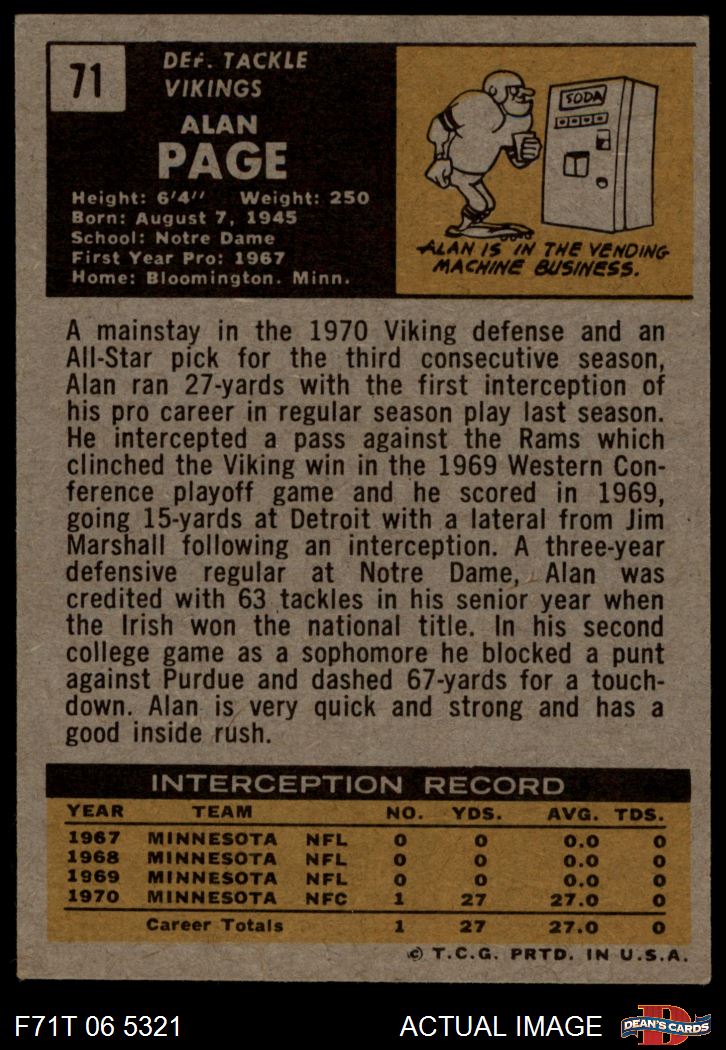 71
DEF. TACKLE
VIKINGS
ALAN
PAGE
Height: 6'4'' Weight: 250
Born: August 7, 1945
School: Notre Dame
First Year Pro: 1967
Home: Bloomington. Minn.
SODA
ALAN IS IN THE VENDING
MACHINE BUSINESS.
A mainstay in the 1970 Viking defense and an
All-Star pick for the third consecutive season,
Alan ran 27-yards with the first interception of
his pro career in regular season play last season.
He intercepted a pass against the Rams which
clinched the Viking win in the 1969 Western Con-
ference playoff game and he scored in 1969,
going 15-yards at Detroit with a lateral from Jim
Marshall following an interception. A three-year
defensive regular at Notre Dame, Alan was
credited with 63 tackles in his senior year when
the Irish won the national title. In his second
college game as a sophomore he blocked a punt
against Purdue and dashed 67-yards for a touch-
down. Alan is very quick and strong and has a
good inside rush.
INTERCEPTION RECORD
YEAR TEAM NO. YDS. AVG. TDS.
1967 MINNESOTA NFL 0 0 0.0 0
1968 MINNESOTA NFL 0 0 0.0 0
1969 MINNESOTA NFL 0 0 0.0 0
1970 MINNESOTA NFC 1 27 27.0 0
Career Totals 1 27 27.0 0
© T.C.G. PRTD. IN U.S.A.
F71T 06 5321 ACTUAL IMAGE
D
DEAN'S CARDS